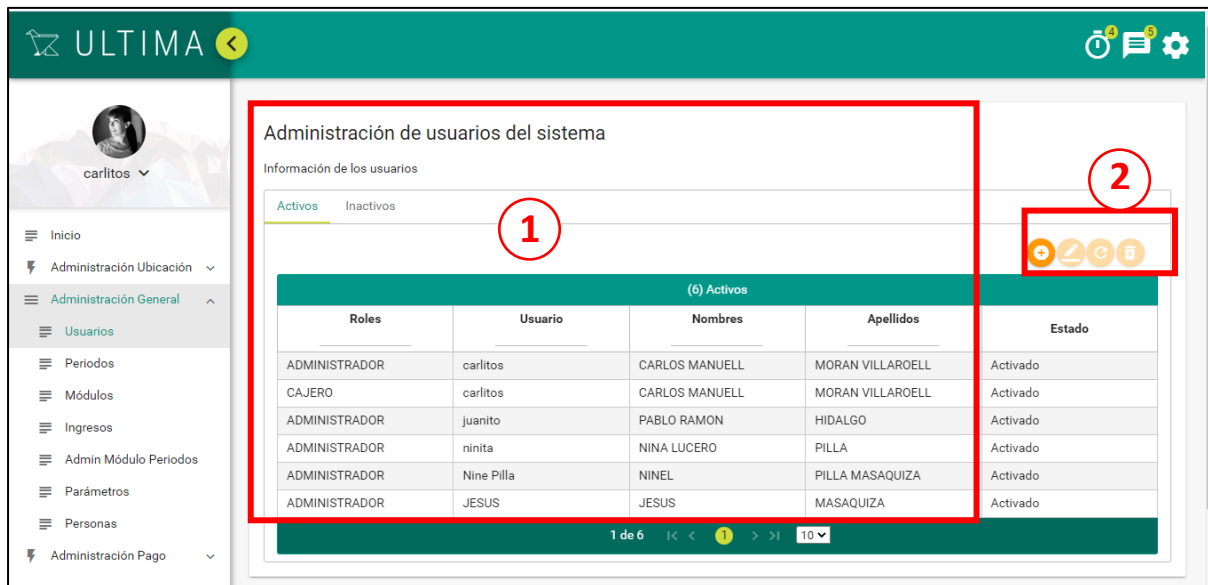 ULTIMA
4 5
carlitos
Inicio
Administración Ubicación
Administración General
Usuarios
Periodos
Módulos
Ingresos
Admin Módulo Periodos
Parámetros
Personas
Administración Pago
Administración de usuarios del sistema
Información de los usuarios
Activos Inactivos
1
2
(6) Activos
Roles Usuario Nombres Apellidos Estado
ADMINISTRADOR carlitos CARLOS MANUELL MORAN VILLAROELL Activado
CAJERO carlitos CARLOS MANUELL MORAN VILLAROELL Activado
ADMINISTRADOR juanito PABLO RAMON HIDALGO Activado
ADMINISTRADOR ninita NINA LUCERO PILLA Activado
ADMINISTRADOR Nine Pilla NINEL PILLA MASAQUIZA Activado
ADMINISTRADOR JESUS JESUS MASAQUIZA Activado
1 de 6 1 10